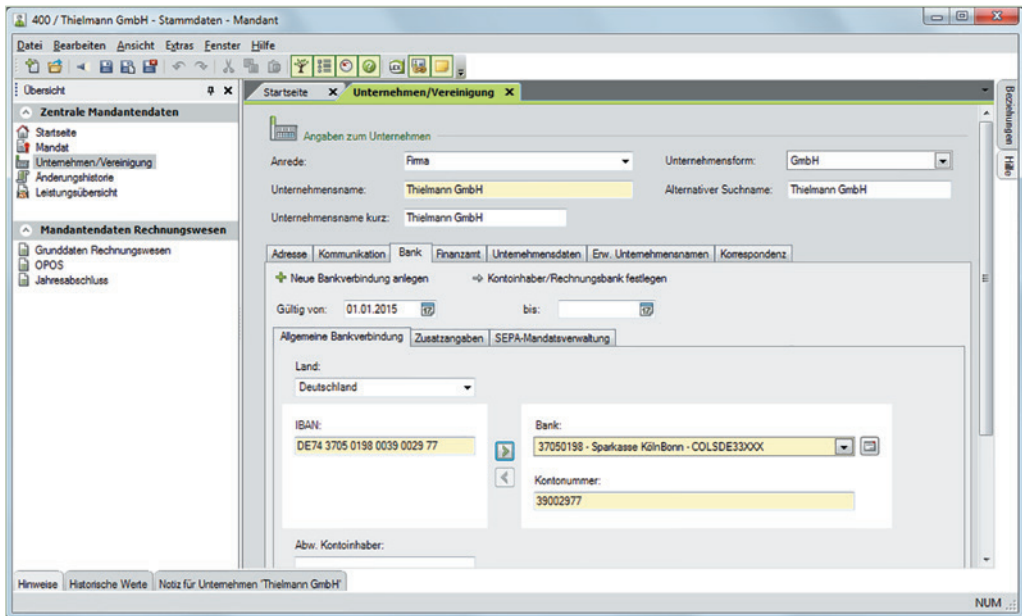 400 / Thielmann GmbH - Stammdaten - Mandant
Datei Bearbeiten Ansicht Extras Fenster Hilfe
Übersicht
Zentrale Mandantendaten
Startseite
Mandat
Unternehmen/Vereinigung
Änderungshistorie
Leistungsübersicht
Mandantendaten Rechnungswesen
Grunddaten Rechnungswesen
OPOS
Jahresabschluss
Startseite X Unternehmen/Vereinigung X
Angaben zum Unternehmen
Anrede: Firma Unternehmensform: GmbH
Unternehmensname: Thielmann GmbH Alternativer Suchname: Thielmann GmbH
Unternehmensname kurz: Thielmann GmbH
Adresse Kommunikation Bank Finanzamt Unternehmensdaten Erw. Unternehmensnamen Korrespondenz
Neue Bankverbindung anlegen Kontoinhaber/Rechnungsbank festlegen
Gültig von: 01.01.2015 bis:
Allgemeine Bankverbindung Zusatzangaben SEPA-Mandatsverwaltung
Land:
Deutschland
IBAN: Bank:
DE74 3705 0198 0039 0029 77 37050198 - Sparkasse KölnBonn - COLSDE33XXX
Kontonummer:
39002977
Abw. Kontoinhaber:
Beziehungen
Hilfe
Hinweise Historische Werte Notiz für Unternehmen 'Thielmann GmbH'
NUM